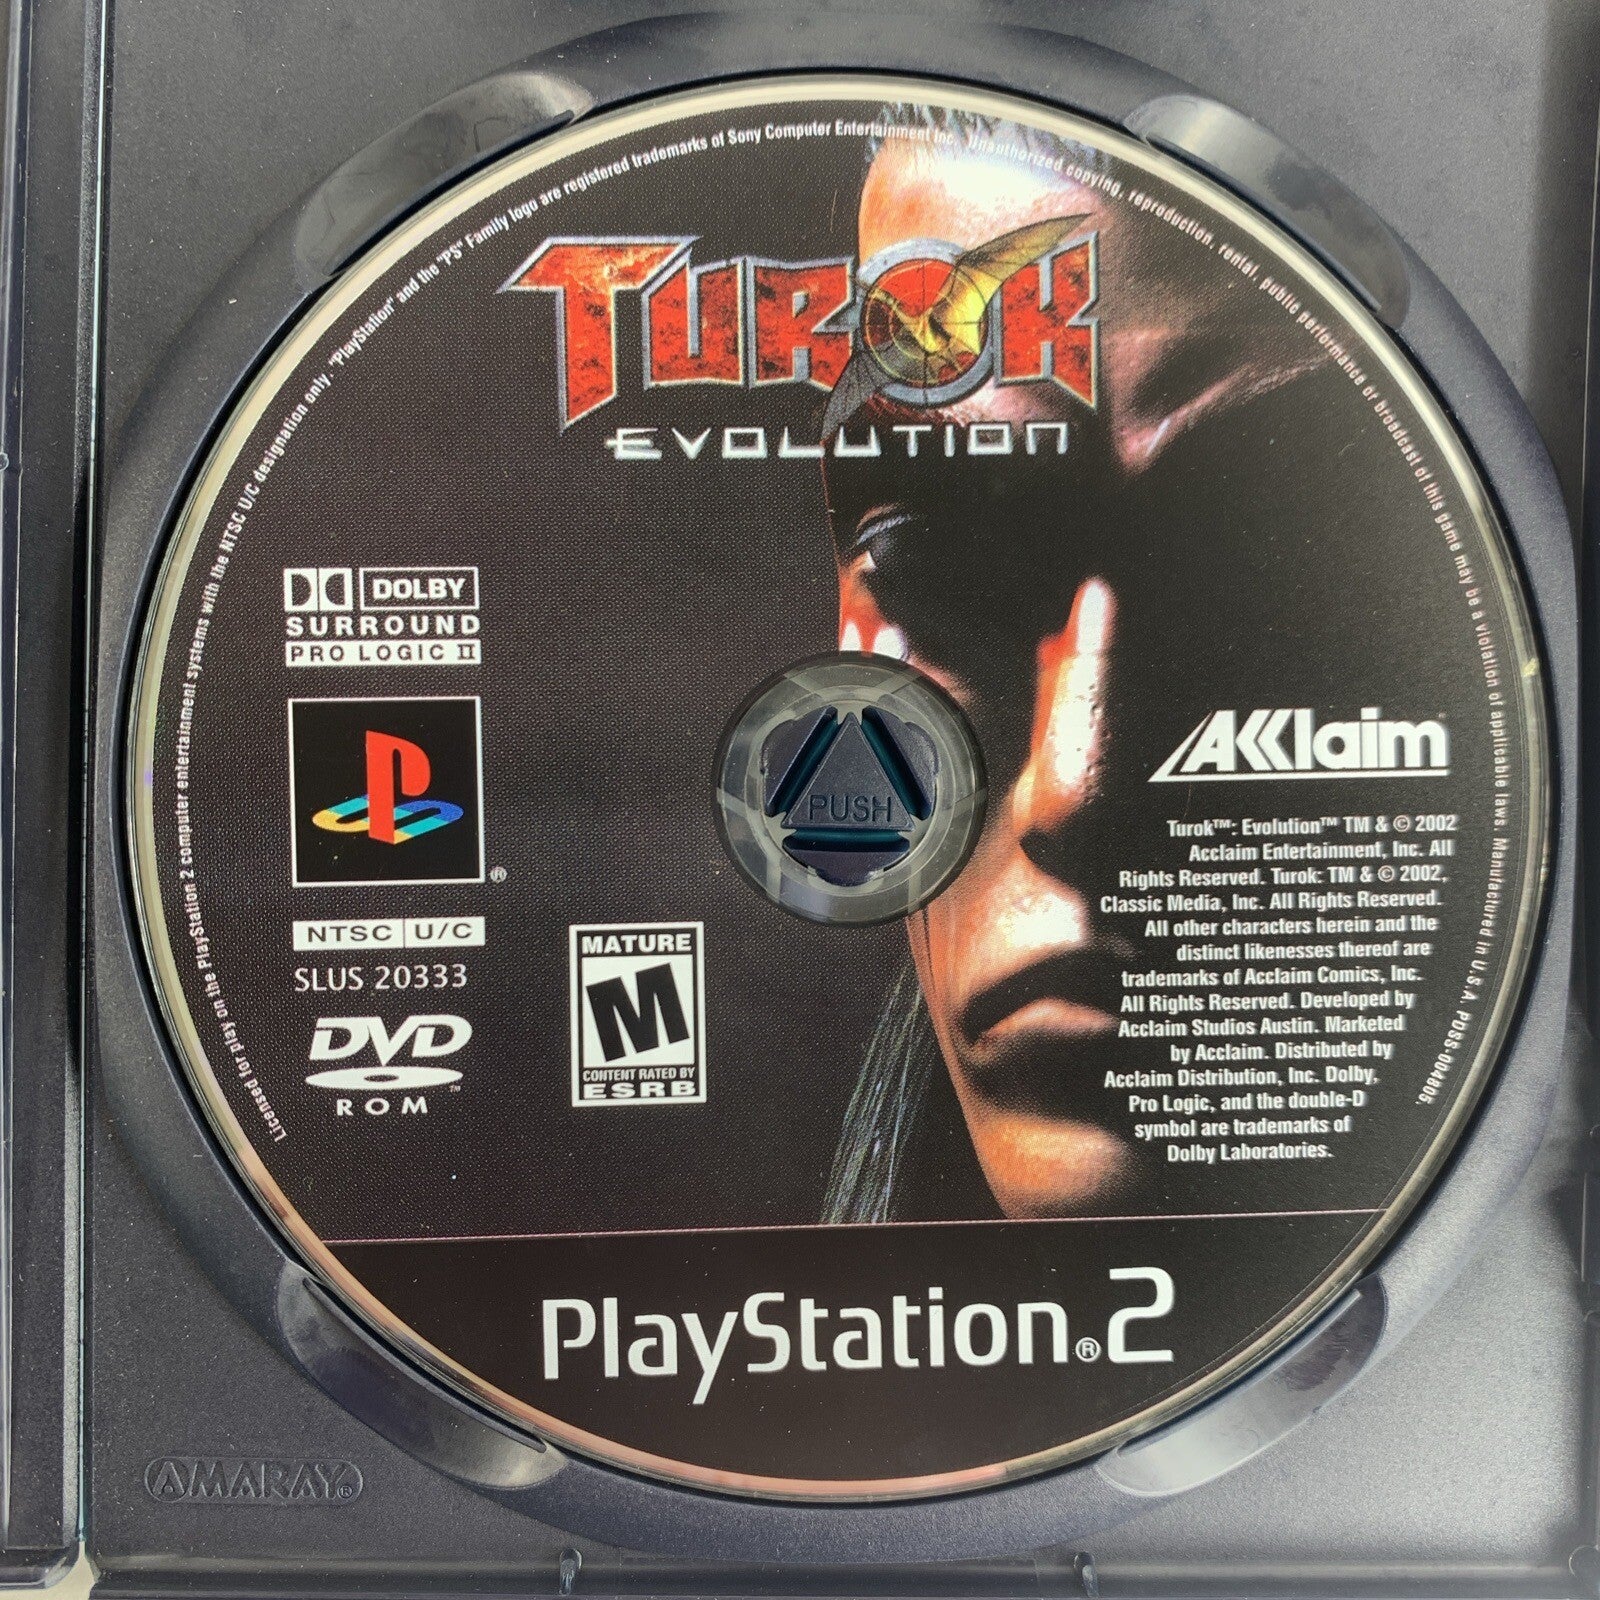 Licensed for play on the PlayStation 2 computer entertainment systems with the NTSC U/C designation only. "PlayStation" and the "PS" Family logo are registered trademarks of Sony Computer Entertainment Inc. Unauthorized copying, reproduction, rental, public performance or broadcast of this game may be a violation of applicable laws. Manufactured in U.S.A. PDSS-004805.
TUROK
EVOLUTION
DOLBY
SURROUND
PRO LOGIC II
®
NTSC U/C
SLUS 20333
DVD™
ROM
MATURE
M
CONTENT RATED BY
ESRB
PUSH
AKKlaim
Turok™: Evolution™ TM & © 2002
Acclaim Entertainment, Inc. All
Rights Reserved. Turok: TM & © 2002,
Classic Media, Inc. All Rights Reserved.
All other characters herein and the
distinct likenesses thereof are
trademarks of Acclaim Comics, Inc.
All Rights Reserved. Developed by
Acclaim Studios Austin. Marketed
by Acclaim. Distributed by
Acclaim Distribution, Inc. Dolby,
Pro Logic, and the double-D
symbol are trademarks of
Dolby Laboratories.
PlayStation®2
AMARAY®